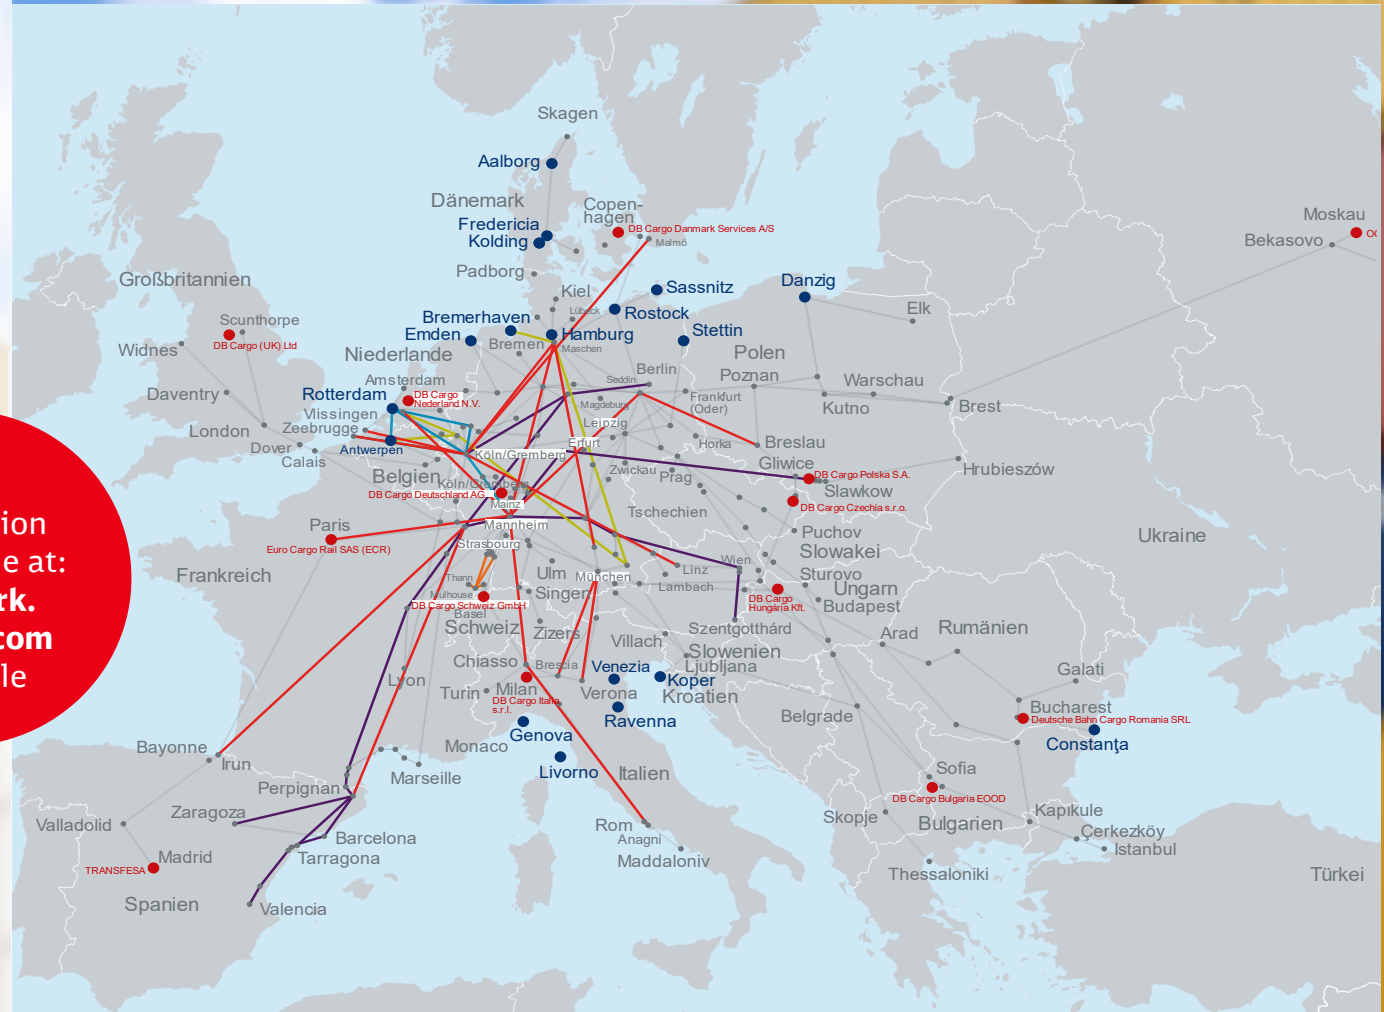 Skagen
Aalborg
Dänemark
Copen-
hagen
DB Cargo Danmark Services A/S
Malmö
Fredericia
Kolding
Padborg
Kiel
Lübeck
Sassnitz
Rostock
Danzig
Elk
Stettin
Moskau
Bekasovo
Großbritannien
Scunthorpe
DB Cargo (UK) Ltd
Widnes
Daventry
London
Dover
Calais
Bremerhaven
Emden
Bremen
Hamburg
Maschen
Niederlande
Amsterdam
Rotterdam
DB Cargo
Nederland N.V.
Vlissingen
Zeebrugge
Antwerpen
Belgien
Berlin
Seddin
Magdeburg
Leipzig
Erfurt
Zwickau
Frankfurt
(Oder)
Horka
Polen
Poznan
Warschau
Kutno
Brest
Breslau
Gliwice
DB Cargo Polska S.A.
Slawkow
DB Cargo Czechia s.r.o.
Hrubieszów
Prag
Tschechien
Puchov
Slowakei
Sturovo
Ukraine
Köln/Gremberg
Köln/Gremberg
DB Cargo Deutschland AG
Mainz
Mannheim
Strasbourg
Paris
Euro Cargo Rail SAS (ECR)
Frankreich
Thann
Mulhouse
DB Cargo Schweiz GmbH
Basel
Schweiz
Ulm
Singen
Zizers
München
Linz
Lambach
Wien
DB Cargo
Hungária Kft.
Ungarn
Budapest
Szentgotthárd
Villach
Slowenien
Ljubljana
Kroatien
Arad
Rumänien
Galati
Bucharest
Deutsche Bahn Cargo Romania SRL
Constanţa
Chiasso
Brescia
Turin
Milan
DB Cargo Italia
s.r.l.
Verona
Venezia
Koper
Ravenna
Genova
Livorno
Monaco
Italien
Rom
Anagni
Maddaloniv
Lyon
Marseille
Bayonne
Irun
Perpignan
Zaragoza
Valladolid
Barcelona
Tarragona
Madrid
TRANSFESA
Spanien
Valencia
Belgrade
Sofia
DB Cargo Bulgaria EOOD
Skopje
Bulgarien
Kapıkule
Çerkezköy
Istanbul
Thessaloniki
Türkei
ion
e at:
rk.
com
le